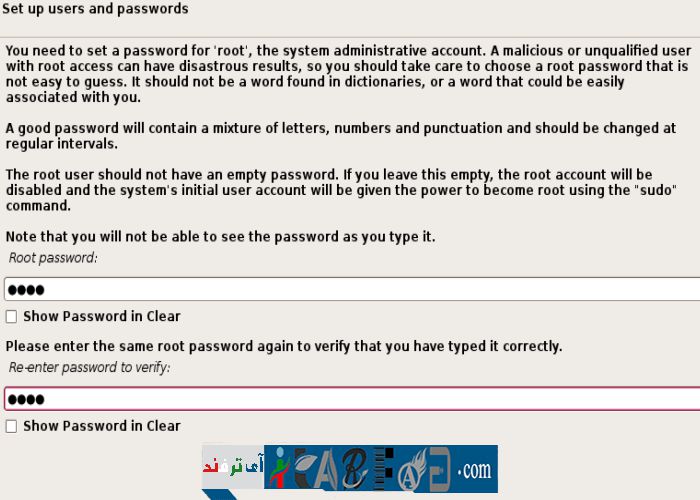 Set up users and passwords
You need to set a password for 'root', the system administrative account. A malicious or unqualified user
with root access can have disastrous results, so you should take care to choose a root password that is
not easy to guess. It should not be a word found in dictionaries, or a word that could be easily
associated with you.
A good password will contain a mixture of letters, numbers and punctuation and should be changed at
regular intervals.
The root user should not have an empty password. If you leave this empty, the root account will be
disabled and the system's initial user account will be given the power to become root using the "sudo"
command.
Note that you will not be able to see the password as you type it.
Root password:
Show Password in Clear
Please enter the same root password again to verify that you have typed it correctly.
Re-enter password to verify:
Show Password in Clear
آی ترفند
.com